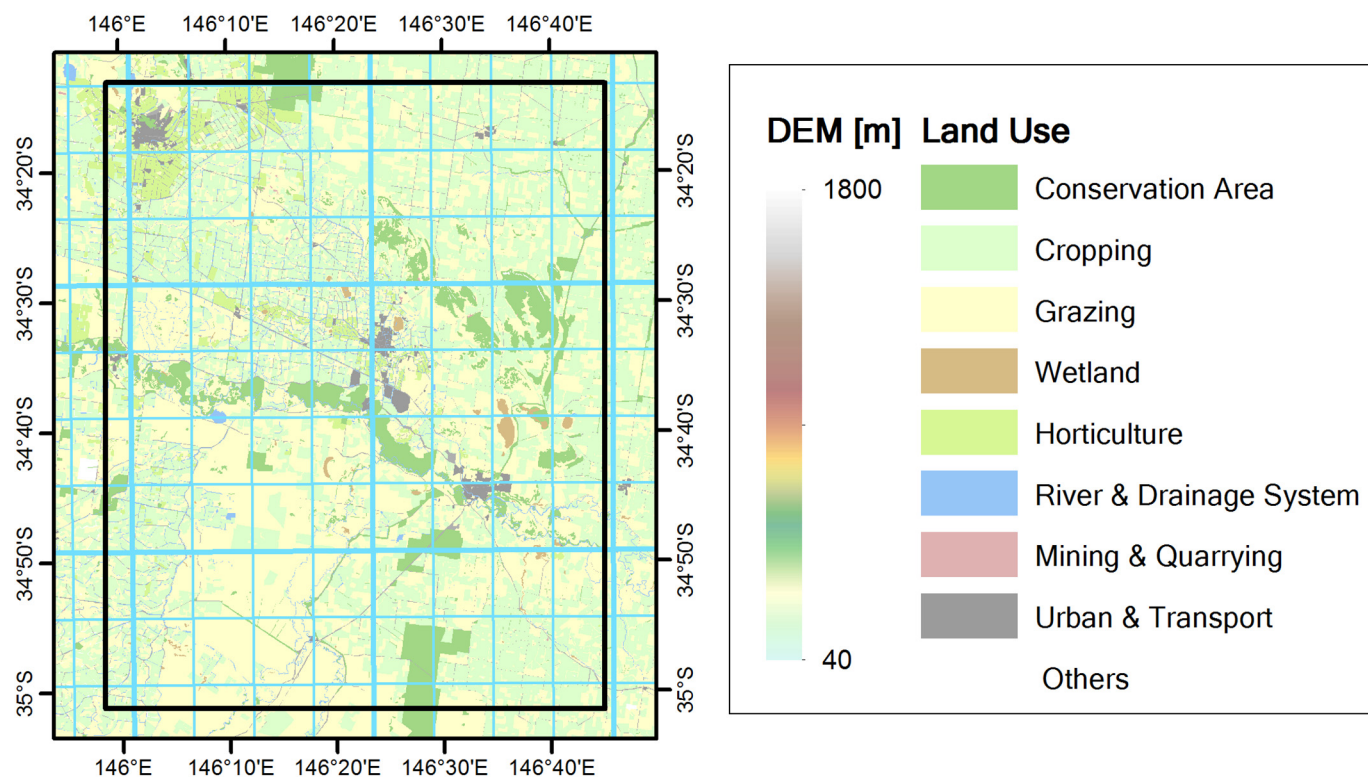 146°E 146°10'E 146°20'E 146°30'E 146°40'E
34°20'S
34°30'S
34°40'S
34°50'S
35°S
34°20'S
34°30'S
34°40'S
34°50'S
35°S
146°E 146°10'E 146°20'E 146°30'E 146°40'E
DEM [m] Land Use
1800
40
Conservation Area
Cropping
Grazing
Wetland
Horticulture
River & Drainage System
Mining & Quarrying
Urban & Transport
Others